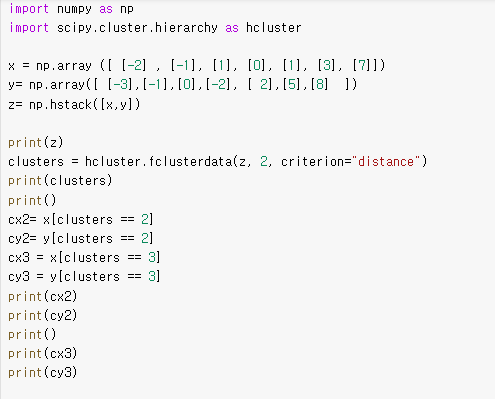 import numpy as np
import scipy.cluster.hierarchy as hcluster
x = np.array ([ [-2] , [-1], [1], [0], [1], [3], [7]])
y= np.array([ [-3],[-1],[0],[-2], [ 2],[5],[8]  ])
z= np.hstack([x,y])
print(z)
clusters = hcluster.fclusterdata(z, 2, criterion="distance")
print(clusters)
print()
cx2= x[clusters == 2]
cy2= y[clusters == 2]
cx3 = x[clusters == 3]
cy3 = y[clusters == 3]
print(cx2)
print(cy2)
print()
print(cx3)
print(cy3)